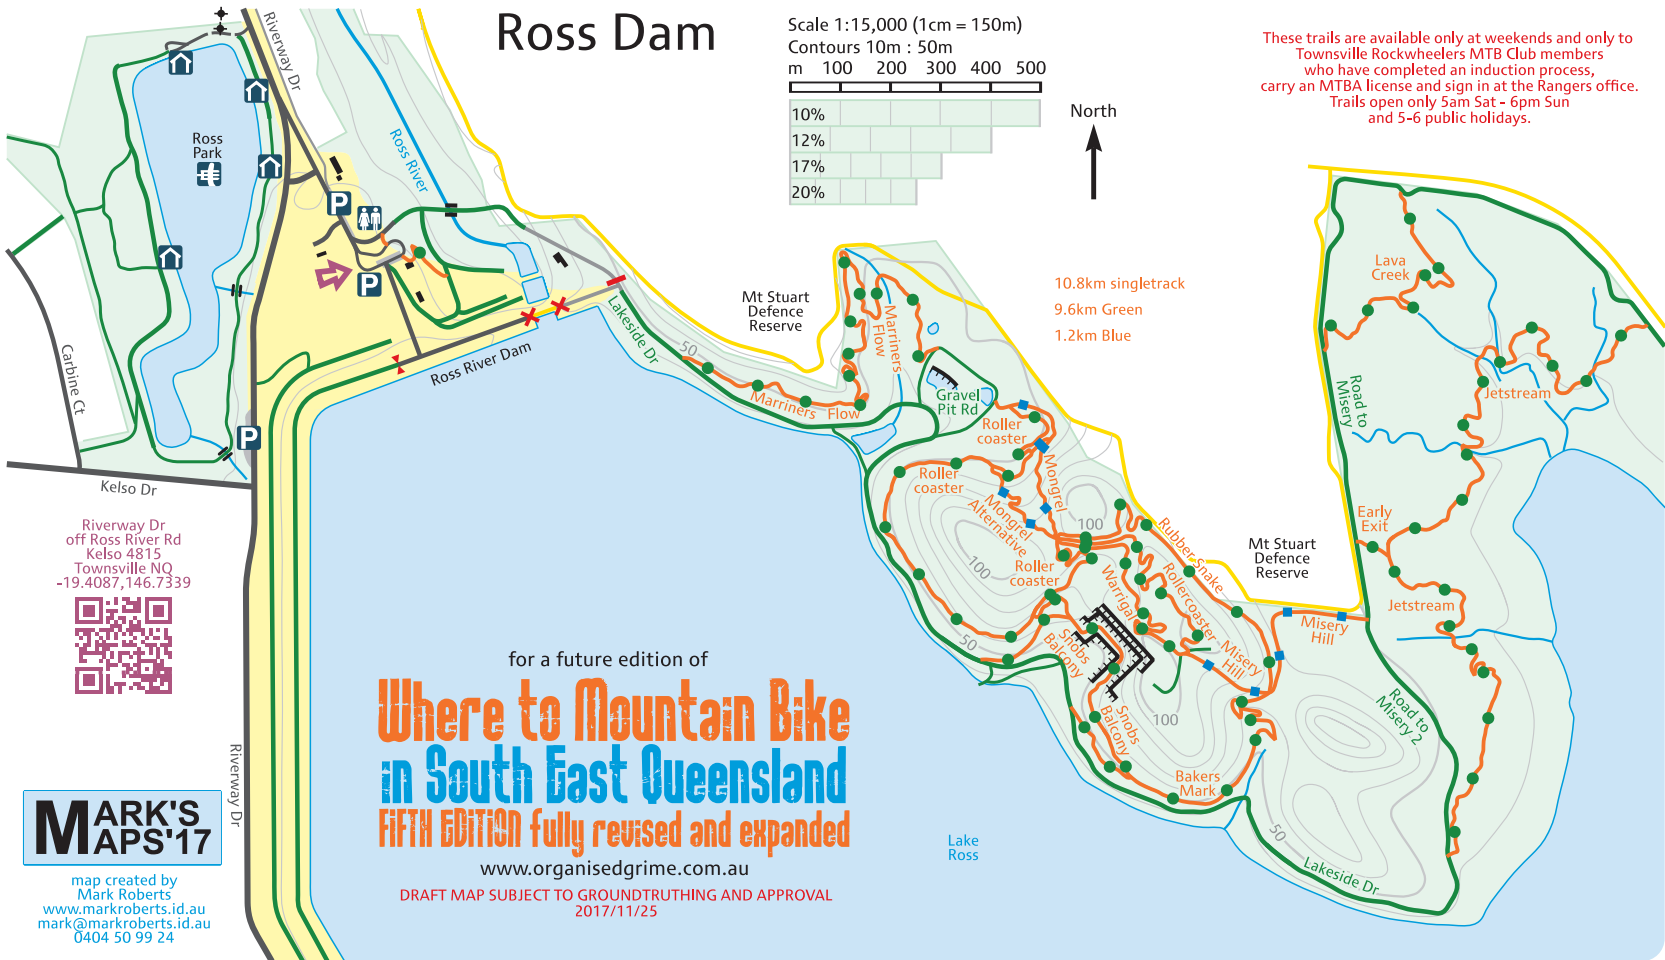 Ross Dam
Scale 1:15,000 (1cm = 150m)
Contours 10m : 50m
m 100 200 300 400 500
10%
12%
17%
20%
North
These trails are available only at weekends and only to
Townsville Rockwheelers MTB Club members
who have completed an induction process,
carry an MTBA license and sign in at the Rangers office.
Trails open only 5am Sat - 6pm Sun
and 5-6 public holidays.
Riverway Dr
Ross River
Ross
Park
P
P
P
Carbine Ct
Kelso Dr
Riverway Dr
Ross River Dam
Lakeside Dr
Mt Stuart
Defence
Reserve
50
Marriners Flow
Marriners
Flow
Gravel
Pit Rd
10.8km singletrack
9.6km Green
1.2km Blue
Roller
coaster
Roller
coaster
Mongrel
Mongrel
Alternative
100
100
Roller
coaster
Rubber Snake
Warrigal
Rollercoaster
Snobs
Balcony
50
Misery
Hill
Misery
Hill
Mt Stuart
Defence
Reserve
100
Snobs
Balcony
Bakers
Mark
Lava
Creek
Road to
Misery
Jetstream
Early
Exit
Jetstream
Road to
Misery 2
50
Lakeside Dr
Lake
Ross
Riverway Dr
off Ross River Rd
Kelso 4815
Townsville NQ
-19.4087,146.7339
for a future edition of
Where to Mountain Bike
in South East Queensland
FiFTH EDITION fully revised and expanded
www.organisedgrime.com.au
DRAFT MAP SUBJECT TO GROUNDTRUTHING AND APPROVAL
2017/11/25
MARK'S
MAPS'17
map created by
Mark Roberts
www.markroberts.id.au
mark@markroberts.id.au
0404 50 99 24